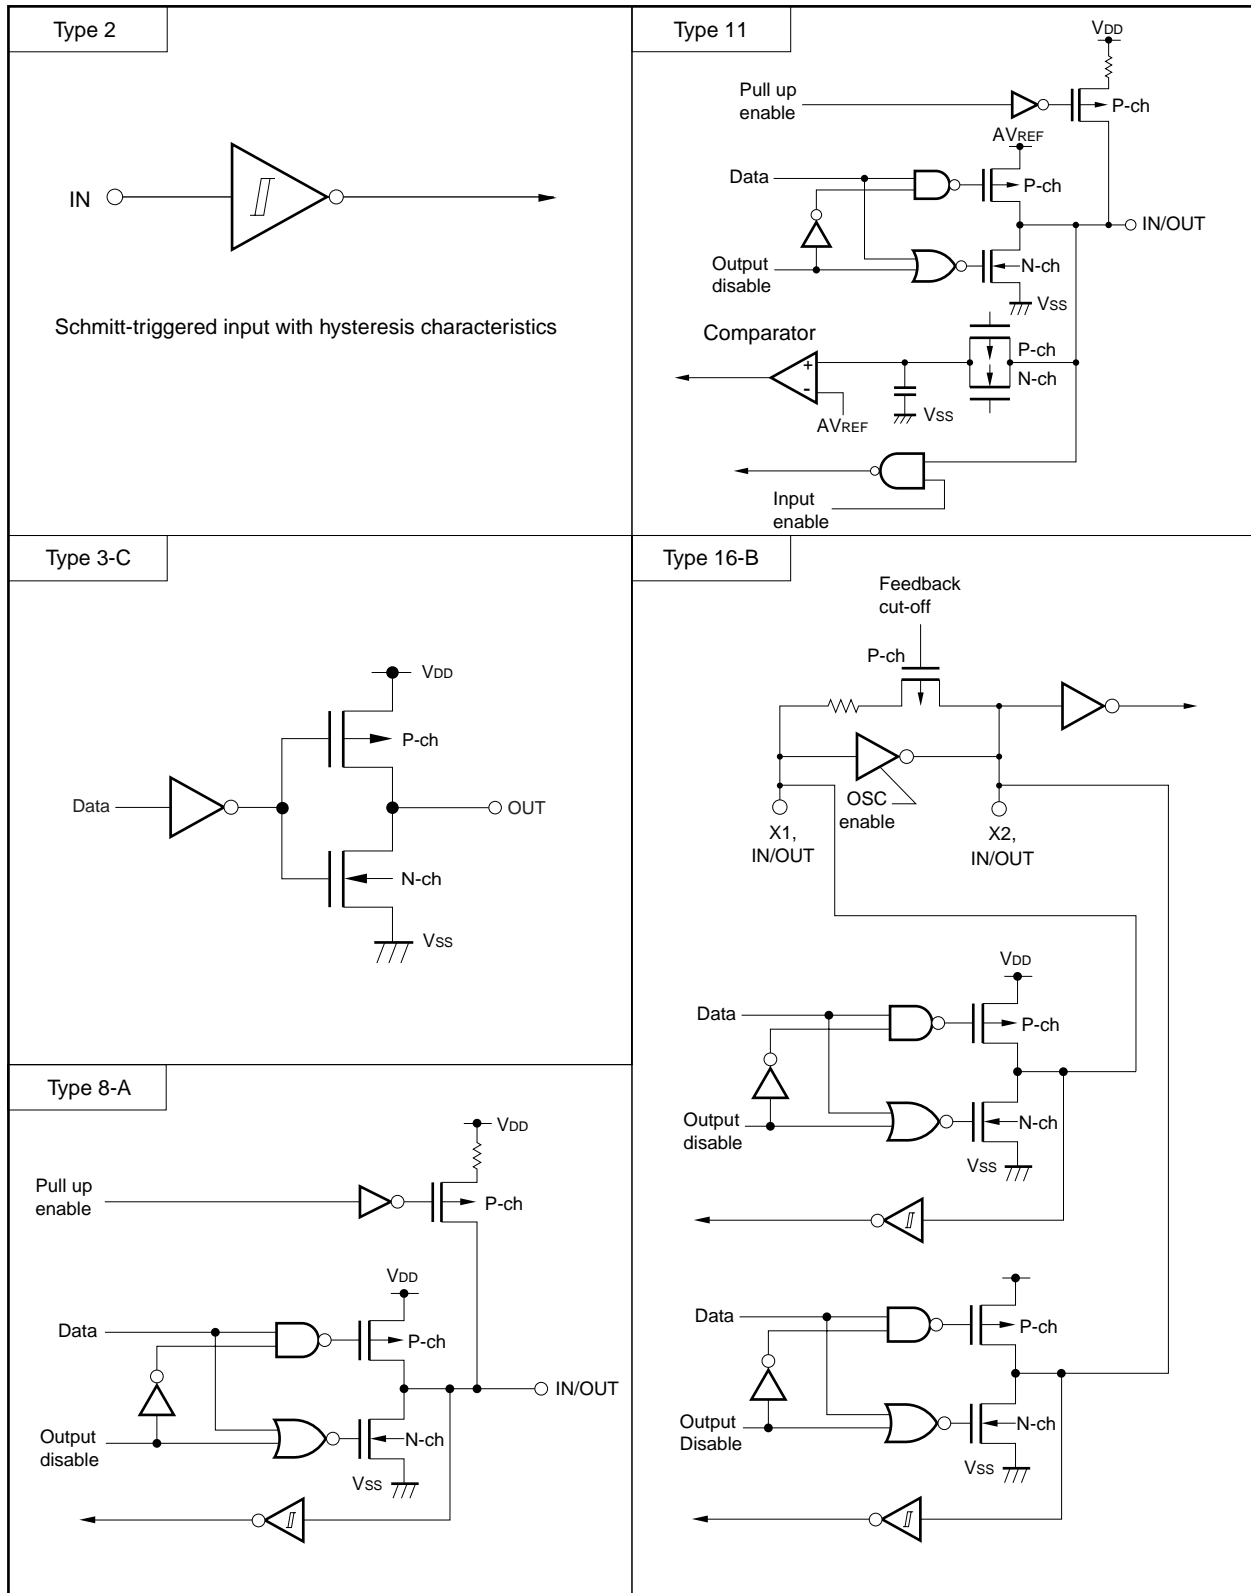 Type 2
IN
Schmitt-triggered input with hysteresis characteristics
Type 11
VDD
Pull up
enable
P-ch
AVREF
Data
P-ch
IN/OUT
Output
disable
N-ch
VSS
Comparator
P-ch
N-ch
+
-
VSS
AVREF
Input
enable
Type 3-C
VDD
P-ch
Data
OUT
N-ch
VSS
Type 8-A
VDD
Pull up
enable
P-ch
VDD
Data
P-ch
IN/OUT
Output
disable
N-ch
VSS
Type 16-B
Feedback
cut-off
P-ch
OSC
enable
X1,
IN/OUT
X2,
IN/OUT
VDD
Data
P-ch
Output
disable
N-ch
VSS
Data
P-ch
Output
Disable
N-ch
VSS